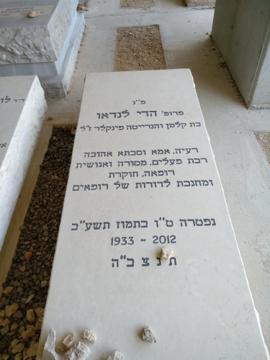 פ״נ
פרופ׳ הדי לנדאו
בת קלמן והנרייטה פינקלר ז״ל
רעיה, אמא וסבתא אהובה
רבת פעלים, מסורה ואנושית
רופאה, חוקרת
ומחנכת לדורות של רופאים
נפטרה ט״ו בתמוז תשע״ב
1933 - 2012
ת נ צ ב ״ה